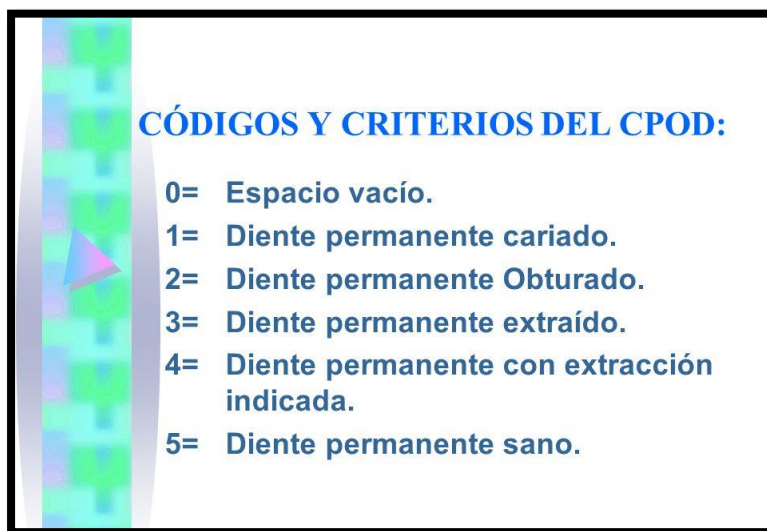 CÓDIGOS Y CRITERIOS DEL CPOD:
0= Espacio vacío.
1= Diente permanente cariado.
2= Diente permanente Obturado.
3= Diente permanente extraído.
4= Diente permanente con extracción
indicada.
5= Diente permanente sano.